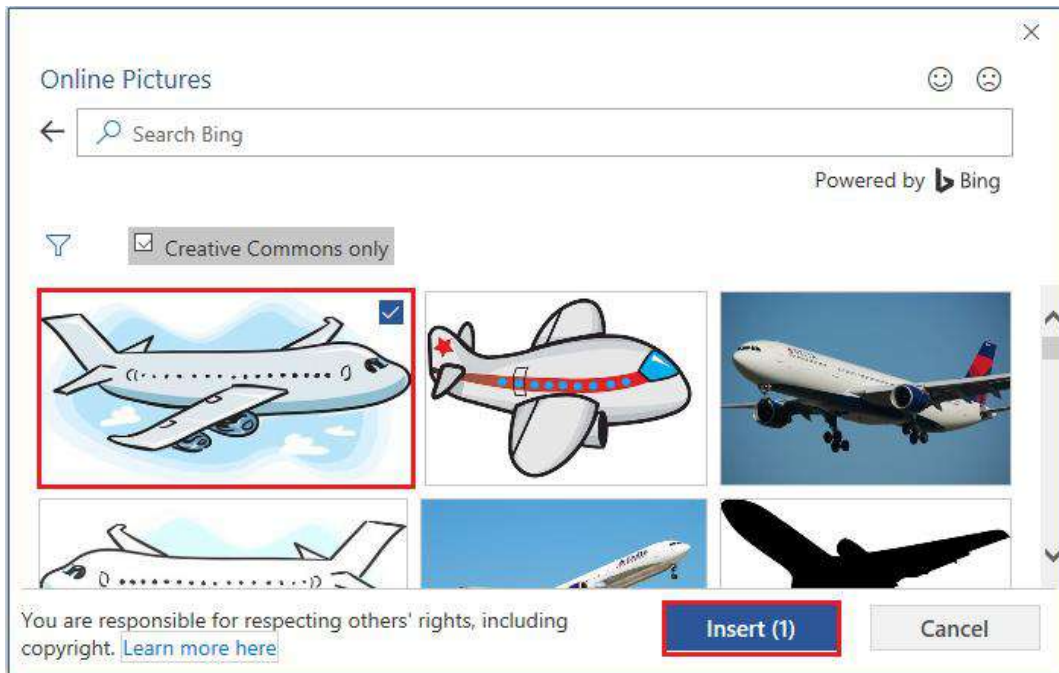 Online Pictures
Search Bing
Powered by Bing
Creative Commons only
You are responsible for respecting others' rights, including
copyright. Learn more here
Insert (1)
Cancel